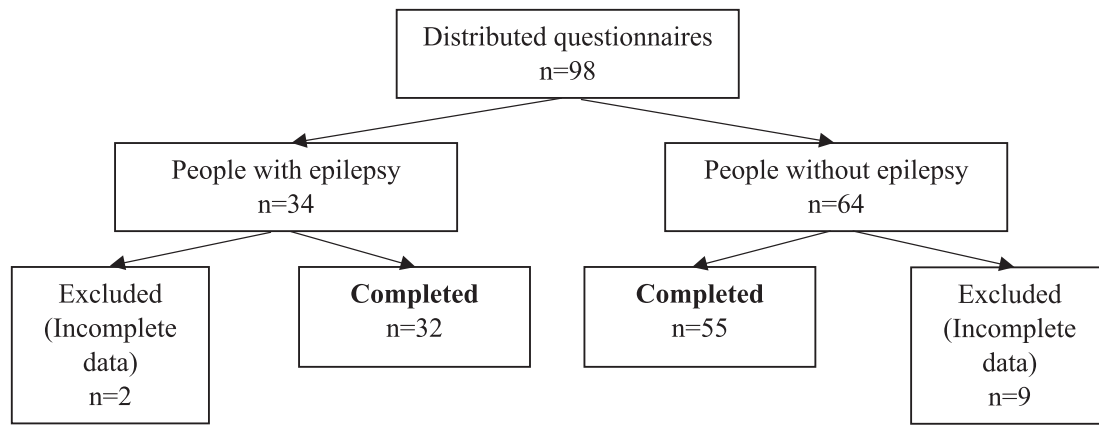 Distributed questionnaires
n=98
People with epilepsy
n=34
People without epilepsy
n=64
Excluded
(Incomplete
data)
n=2
Completed
n=32
Completed
n=55
Excluded
(Incomplete
data)
n=9